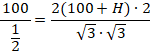 100/(1/2) = 2(100 + H) · 2/(√3 · √3)